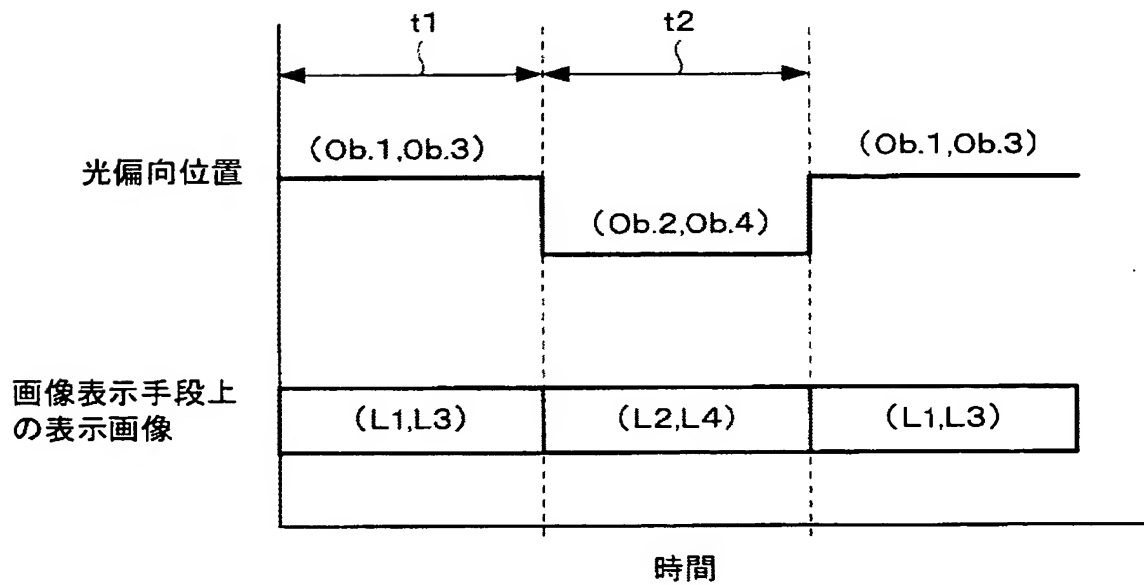 t1
t2
(Ob.1,Ob.3)
(Ob.1,Ob.3)
光偏向位置
(Ob.2,Ob.4)
画像表示手段上
の表示画像
(L1,L3)
(L2,L4)
(L1,L3)
時間